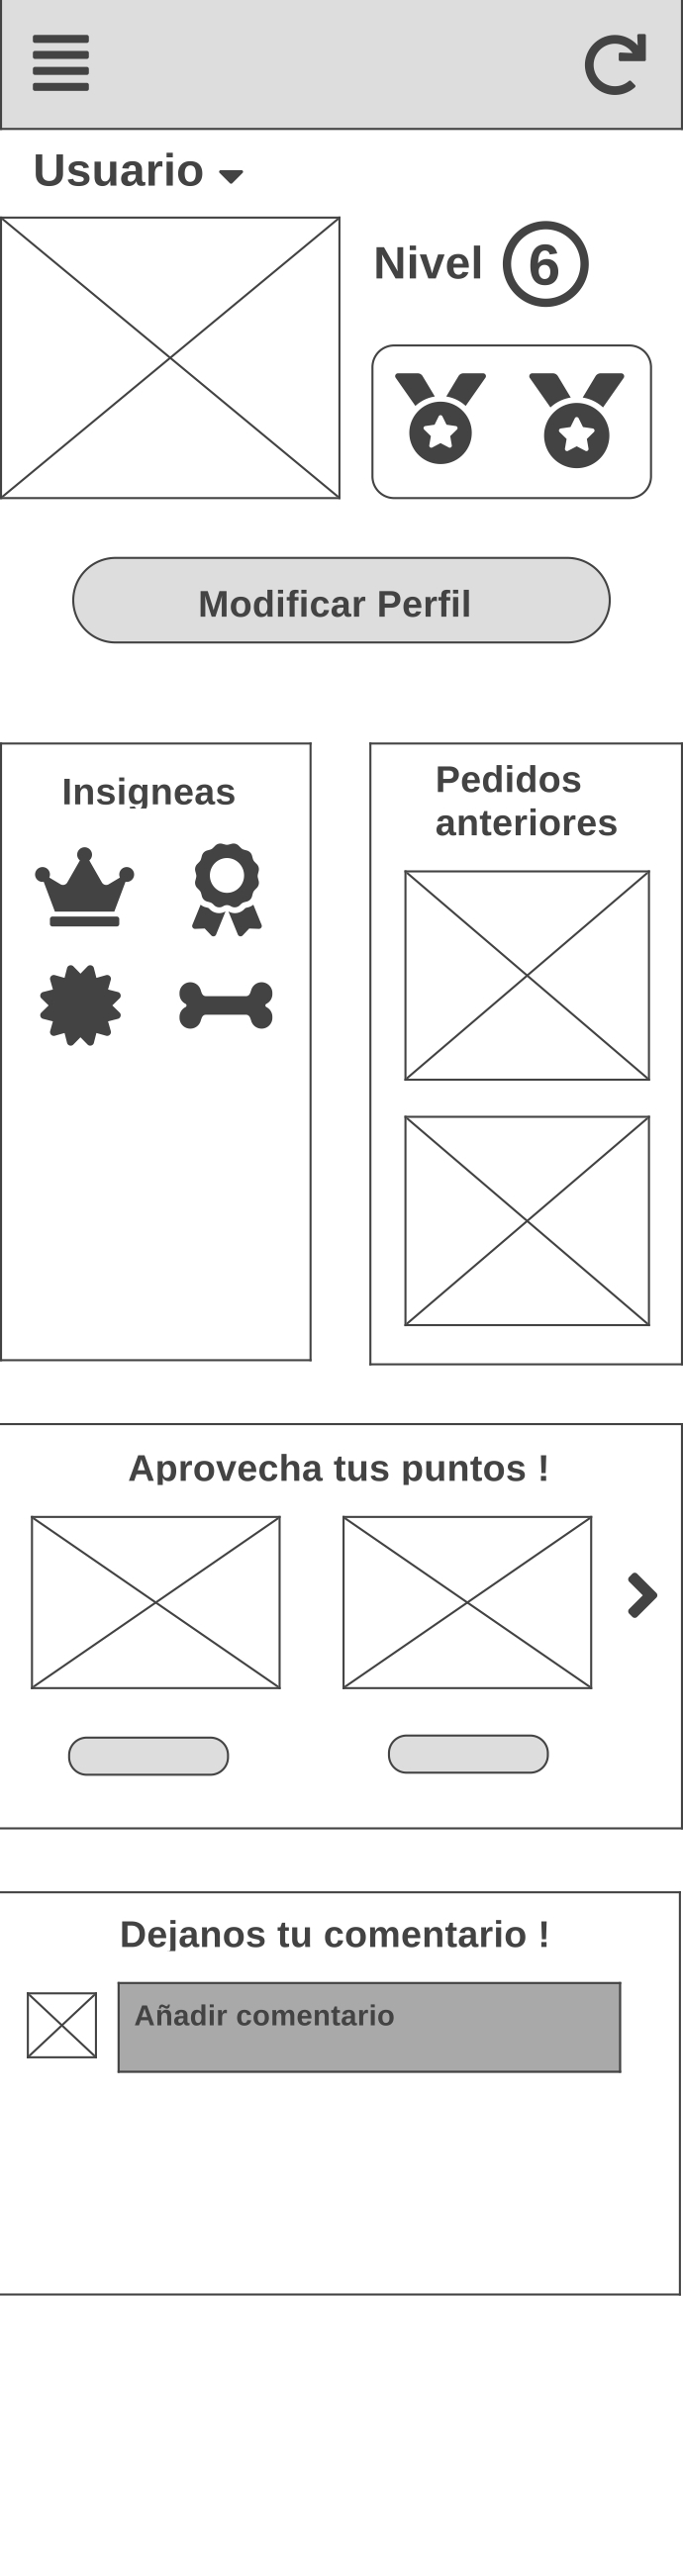 Usuario
Nivel 6
Modificar Perfil
Insigneas
Pedidos
anteriores
Aprovecha tus puntos !
Dejanos tu comentario !
Añadir comentario